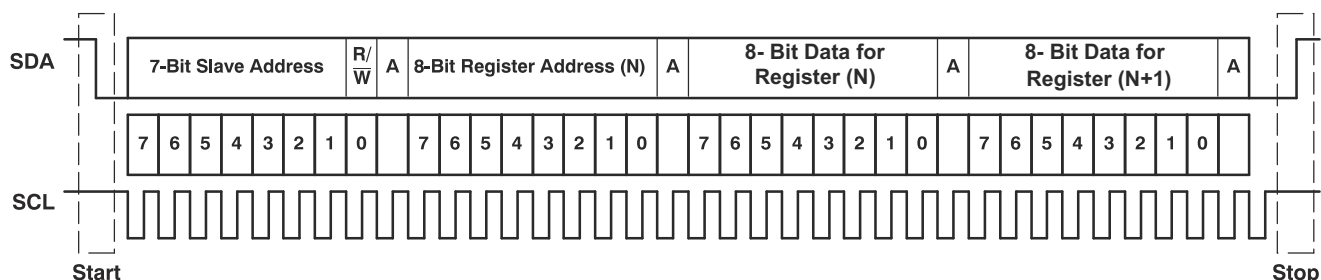 SDA
7-Bit Slave Address
R/
W
A
8-Bit Register Address (N)
A
8- Bit Data for
Register (N)
A
8- Bit Data for
Register (N+1)
A
7 6 5 4 3 2 1 0 7 6 5 4 3 2 1 0 7 6 5 4 3 2 1 0 7 6 5 4 3 2 1 0
SCL
Start
Stop